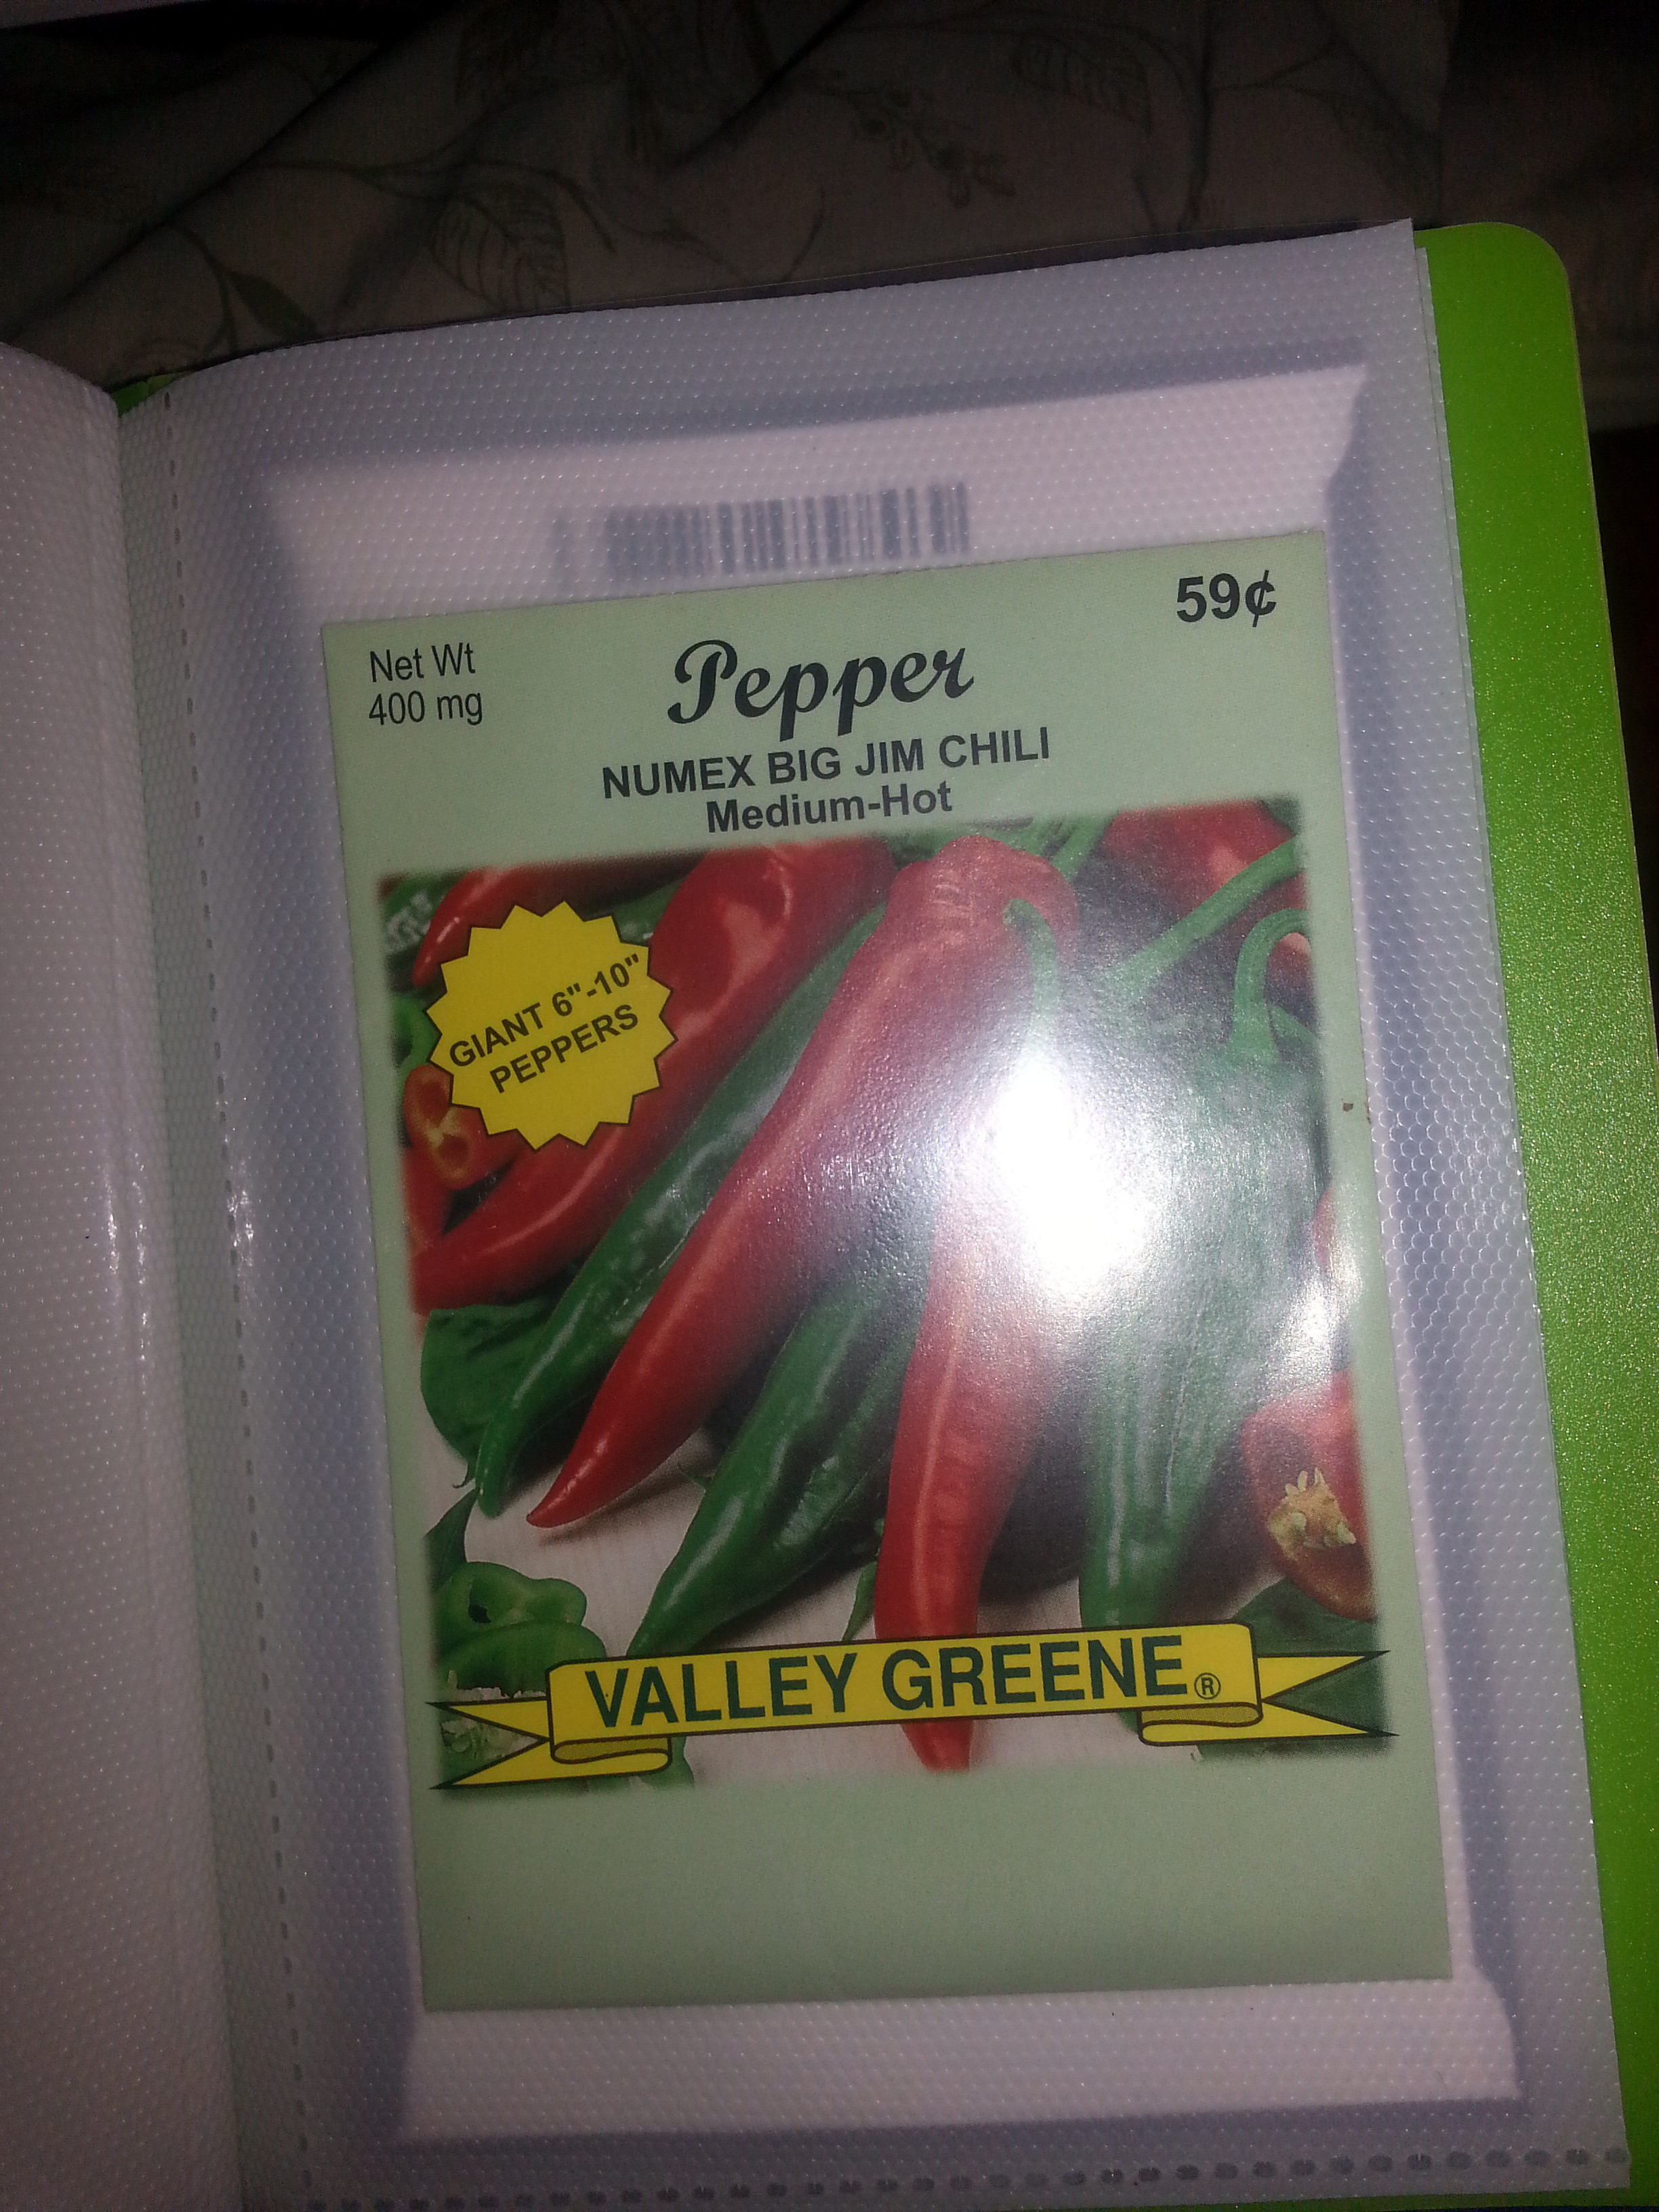 59¢
Net Wt
400 mg
Pepper
NUMEX BIG JIM CHILI
Medium-Hot
GIANT 6"-10"
PEPPERS
VALLEY GREENE®